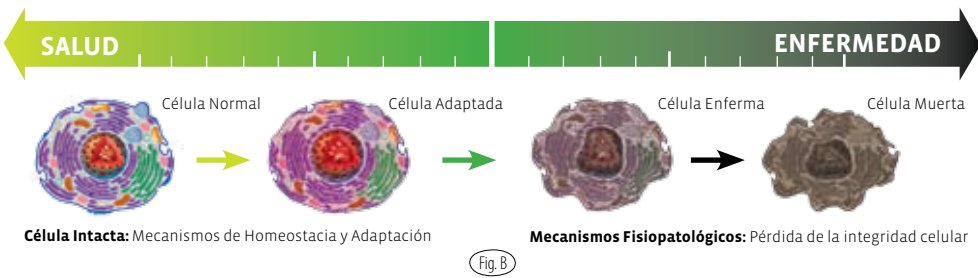 SALUD
ENFERMEDAD
Célula Normal
Célula Adaptada
Célula Enferma
Célula Muerta
Célula Intacta: Mecanismos de Homeostacia y Adaptación
Mecanismos Fisiopatológicos: Pérdida de la integridad celular
Fig. B